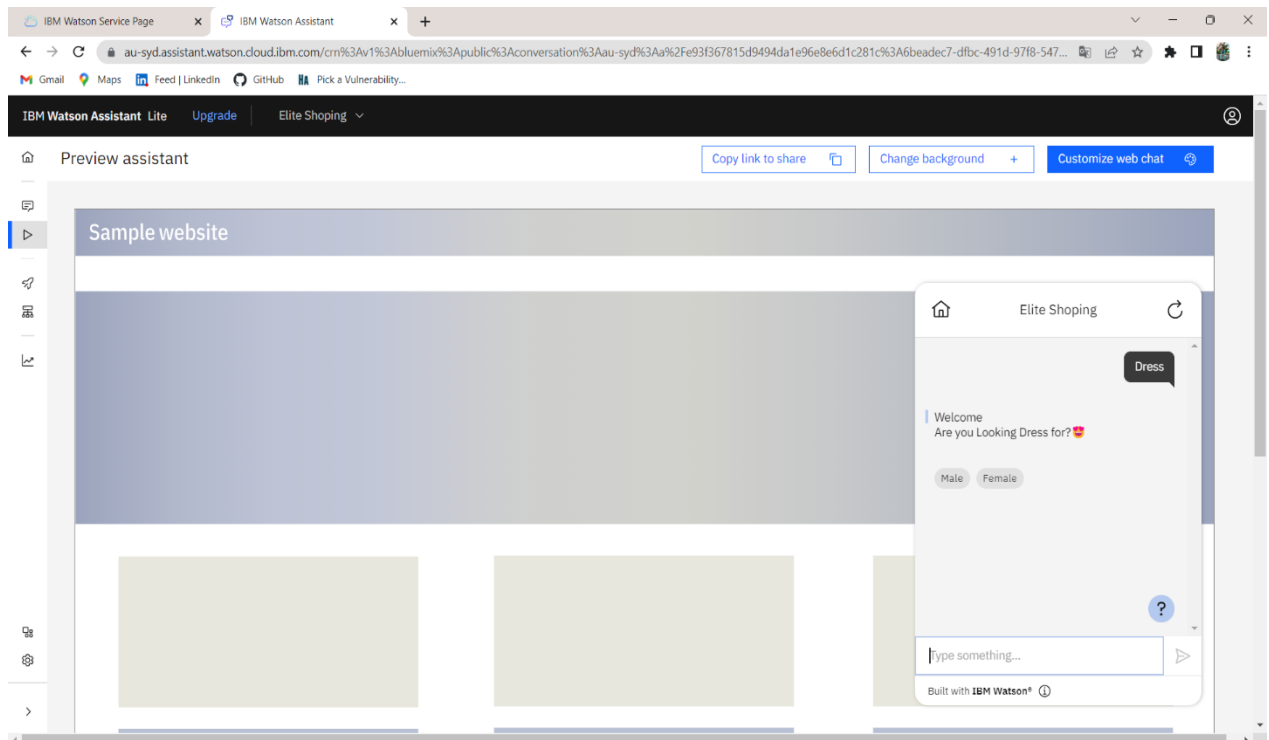 IBM Watson Service Page
IBM Watson Assistant
au-syd.assistant.watson.cloud.ibm.com/crn%3Av1%3Abluemix%3Apublic%3Aconversation%3Aau-syd%3Aa%2Fe93f367815d9494da1e96e8e6d1c281c%3A6beadec7-dfbc-491d-97f8-547...
Gmail
Maps
Feed | LinkedIn
GitHub
Pick a Vulnerability...
IBM Watson Assistant Lite
Upgrade
Elite Shoping
Preview assistant
Copy link to share
Change background +
Customize web chat
Sample website
Elite Shoping
Dress
Welcome
Are you Looking Dress for?😍
Male
Female
?
Type something...
Built with IBM Watson®